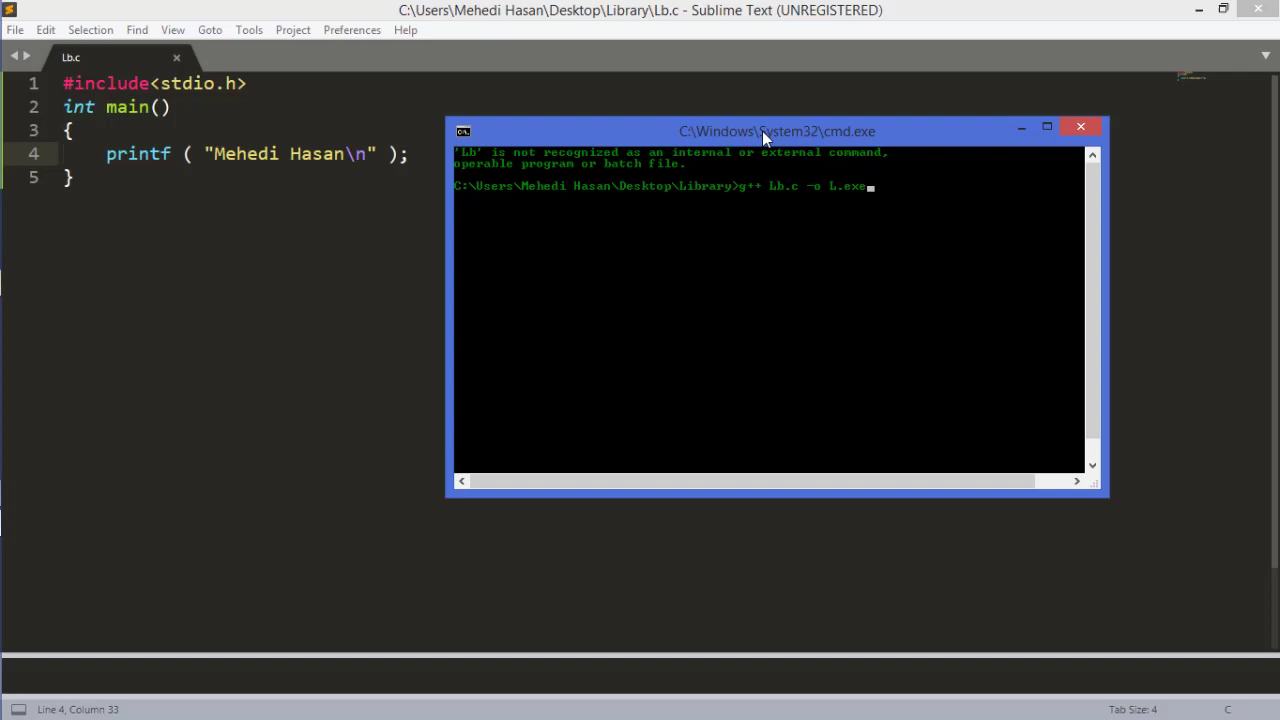 C:\Users\Mehedi Hasan\Desktop\Library\Lb.c - Sublime Text (UNREGISTERED)
File Edit Selection Find View Goto Tools Project Preferences Help
Lb.c
1 #include<stdio.h>
2 int main()
3 {
4 printf ( "Mehedi Hasan\n" );
5 }
C:\Windows\System32\cmd.exe
'Lb' is not recognized as an internal or external command,
operable program or batch file.
C:\Users\Mehedi Hasan\Desktop\Library>g++ Lb.c -o L.exe
Line 4, Column 33
Tab Size: 4
C